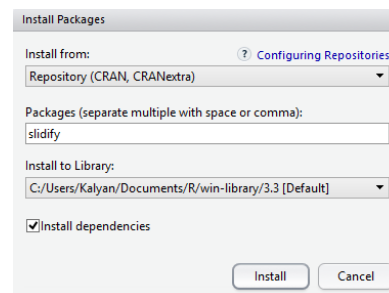 Install Packages
Install from:
? Configuring Repositories
Repository (CRAN, CRANextra)
Packages (separate multiple with space or comma):
slidify
Install to Library:
C:/Users/Kalyan/Documents/R/win-library/3.3 [Default]
Install dependencies
Install
Cancel